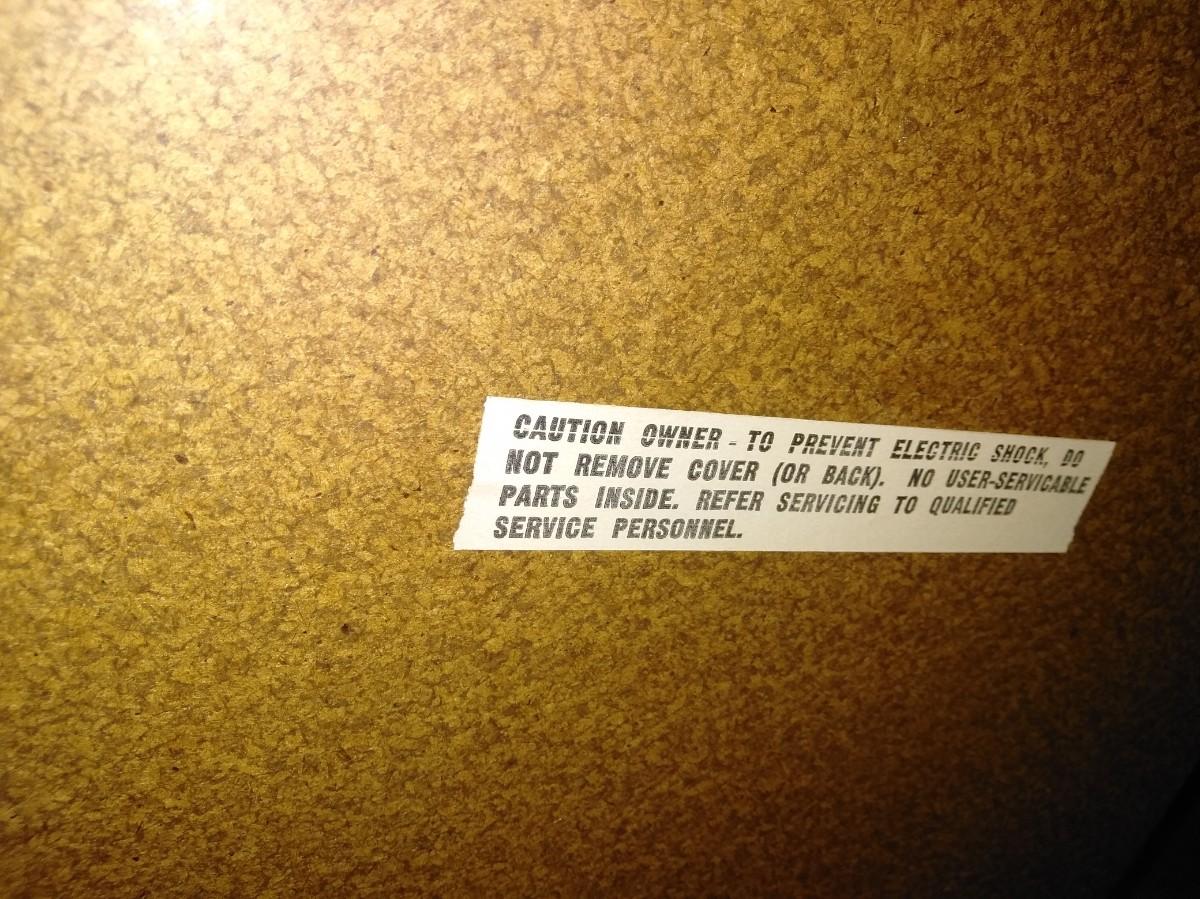 CAUTION OWNER - TO PREVENT ELECTRIC SHOCK, DO
NOT REMOVE COVER (OR BACK). NO USER-SERVICABLE
PARTS INSIDE. REFER SERVICING TO QUALIFIED
SERVICE PERSONNEL.